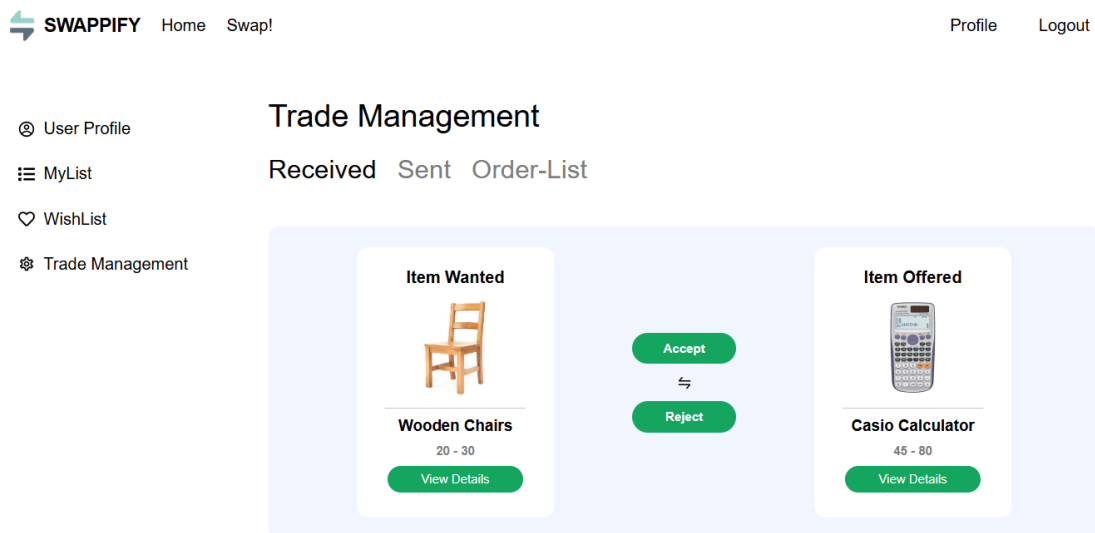 SWAPPIFY Home Swap! Profile Logout
User Profile
MyList
WishList
Trade Management
Trade Management
Received Sent Order-List
Item Wanted
Wooden Chairs
20 - 30
View Details
Accept
Reject
Item Offered
Casio Calculator
45 - 80
View Details